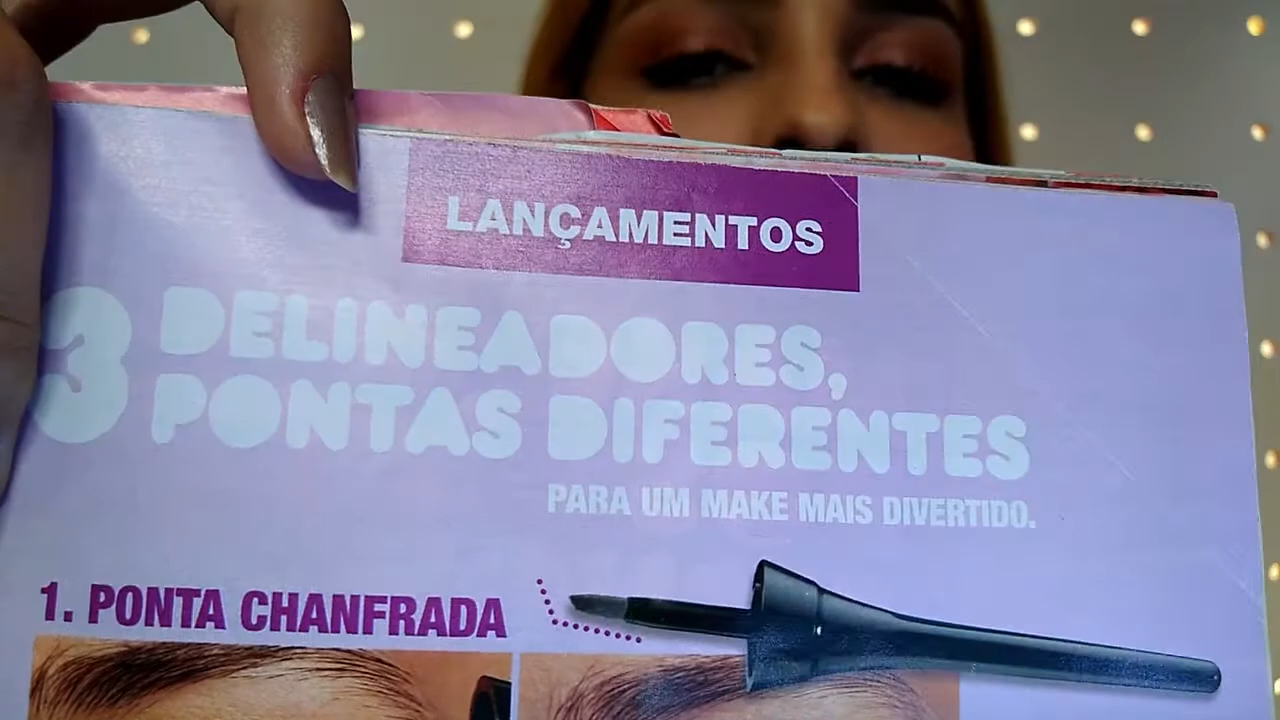 LANÇAMENTOS
3 DELINEADORES,
PONTAS DIFERENTES
PARA UM MAKE MAIS DIVERTIDO.
1. PONTA CHANFRADA